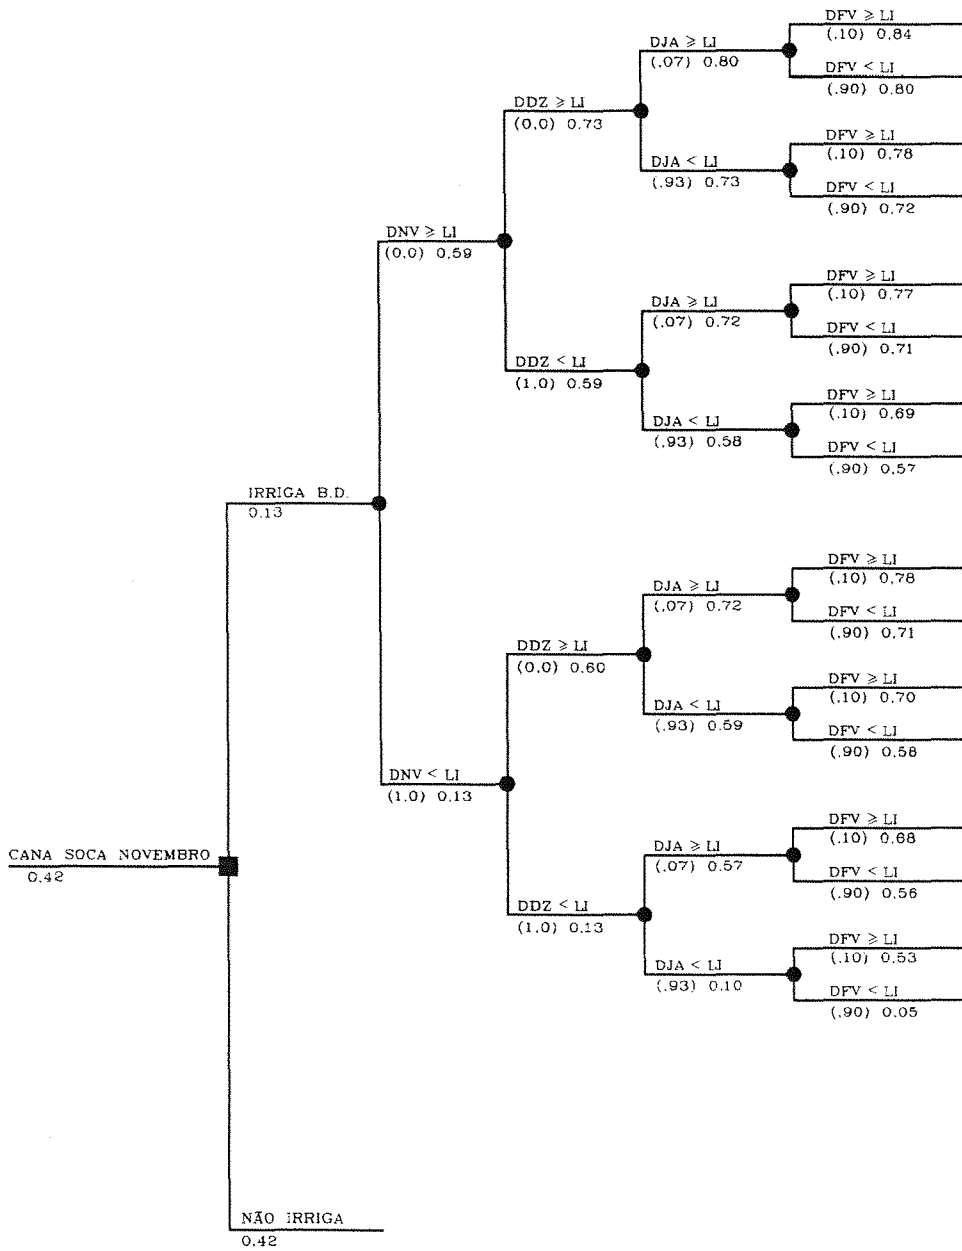 DFV ⩾ LI
(.10) 0,84
DJA ⩾ LI
(.07) 0.80
DFV < LI
(.90) 0,80
DDZ ⩾ LI
(0,0) 0,73
DFV ⩾ LI
(.10) 0,78
DJA < LI
(.93) 0,73
DFV < LI
(.90) 0,72
DNV ⩾ LI
(0,0) 0,59
DFV ⩾ LI
(.10) 0,77
DJA ⩾ LI
(.07) 0,72
DFV < LI
(.90) 0,71
DDZ < LI
(1,0) 0.59
DFV ⩾ LI
(.10) 0,69
DJA < LI
(.93) 0,58
DFV < LI
(.90) 0,57
IRRIGA B.D.
0,13
DFV ⩾ LI
(.10) 0,78
DJA ⩾ LI
(,07) 0,72
DFV < LI
(.90) 0,71
DDZ ⩾ LI
(0,0) 0,60
DFV ⩾ LI
(.10) 0,70
DJA < LI
(.93) 0,59
DFV < LI
(.90) 0,58
DNV < LI
(1,0) 0,13
DFV ⩾ LI
(.10) 0,68
DJA ⩾ LI
(,07) 0,57
DFV < LI
(.90) 0,56
CANA SOCA NOVEMBRO
0,42
DDZ < LI
(1,0) 0,13
DFV ⩾ LI
(.10) 0,53
DJA < LI
(.93) 0,10
DFV < LI
(.90) 0,05
NÃO IRRIGA
0,42